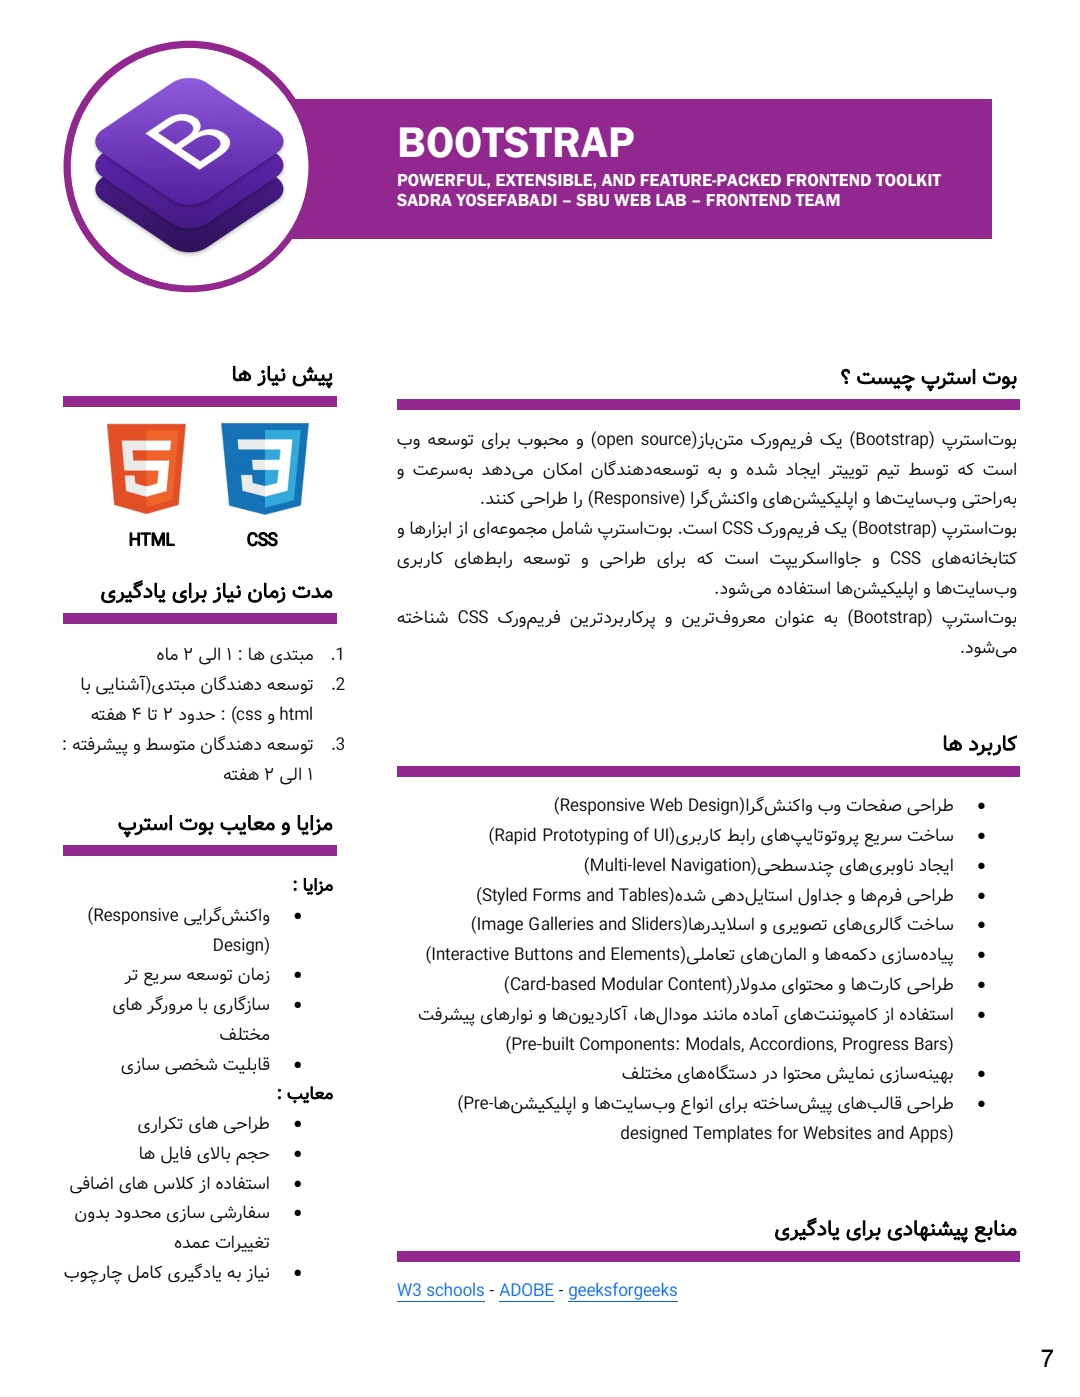 BOOTSTRAP
POWERFUL, EXTENSIBLE, AND FEATURE-PACKED FRONTEND TOOLKIT
SADRA YOSEFABADI – SBU WEB LAB – FRONTEND TEAM
بوت استرپ چیست ؟
بوت‌استرپ (Bootstrap) یک فریم‌ورک متن‌باز(open source) و محبوب برای توسعه وب
است که توسط تیم توییتر ایجاد شده و به توسعه‌دهندگان امکان می‌دهد به‌سرعت و
به‌راحتی وب‌سایت‌ها و اپلیکیشن‌های واکنش‌گرا (Responsive) را طراحی کنند.
بوت‌استرپ (Bootstrap) یک فریم‌ورک CSS است. بوت‌استرپ شامل مجموعه‌ای از ابزارها و
کتابخانه‌های CSS و جاوااسکریپت است که برای طراحی و توسعه رابط‌های کاربری
وب‌سایت‌ها و اپلیکیشن‌ها استفاده می‌شود.
بوت‌استرپ (Bootstrap) به عنوان معروف‌ترین و پرکاربردترین فریم‌ورک CSS شناخته
می‌شود.
کاربرد ها
• طراحی صفحات وب واکنش‌گرا(Responsive Web Design)
• ساخت سریع پروتوتایپ‌های رابط کاربری(Rapid Prototyping of UI)
• ایجاد ناوبری‌های چندسطحی(Multi-level Navigation)
• طراحی فرم‌ها و جداول استایل‌دهی شده(Styled Forms and Tables)
• ساخت گالری‌های تصویری و اسلایدرها(Image Galleries and Sliders)
• پیاده‌سازی دکمه‌ها و المان‌های تعاملی(Interactive Buttons and Elements)
• طراحی کارت‌ها و محتوای مدولار(Card-based Modular Content)
• استفاده از کامپوننت‌های آماده مانند مودال‌ها، آکاردیون‌ها و نوارهای پیشرفت
(Pre-built Components: Modals, Accordions, Progress Bars)
• بهینه‌سازی نمایش محتوا در دستگاه‌های مختلف
• طراحی قالب‌های پیش‌ساخته برای انواع وب‌سایت‌ها و اپلیکیشن‌ها(Pre-
designed Templates for Websites and Apps)
منابع پیشنهادی برای یادگیری
W3 schools - ADOBE - geeksforgeeks
پیش نیاز ها
HTML CSS
مدت زمان نیاز برای یادگیری
1. مبتدی ها : ۱ الی ۲ ماه
2. توسعه دهندگان مبتدی(آشنایی با
html و css) : حدود ۲ تا ۴ هفته
3. توسعه دهندگان متوسط و پیشرفته :
۱ الی ۲ هفته
مزایا و معایب بوت استرپ
مزایا :
• واکنش‌گرایی (Responsive
Design)
• زمان توسعه سریع تر
• سازگاری با مرورگر های
مختلف
• قابلیت شخصی سازی
معایب :
• طراحی های تکراری
• حجم بالای فایل ها
• استفاده از کلاس های اضافی
• سفارشی سازی محدود بدون
تغییرات عمده
• نیاز به یادگیری کامل چارچوب
7